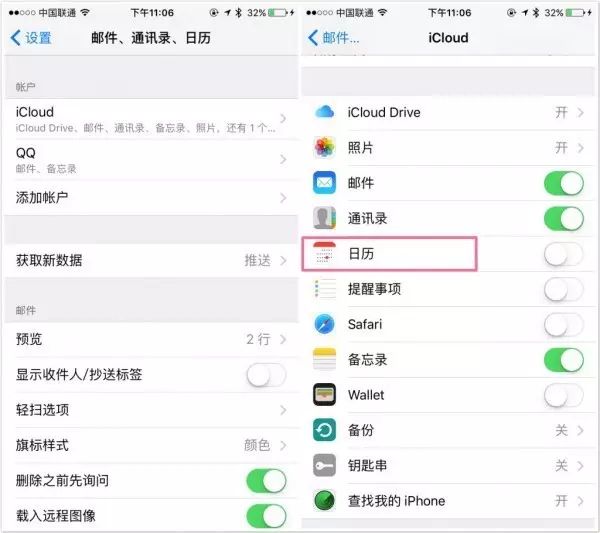 中国联通 下午11:06 32%
设置 邮件、通讯录、日历
帐户
iCloud
iCloud Drive、邮件、通讯录、备忘录、照片，还有 1 个...
QQ
邮件、备忘录
添加帐户
获取新数据 推送
邮件
预览 2 行
显示收件人/抄送标签
轻扫选项
旗标样式 颜色
删除之前先询问
载入远程图像
中国联通 下午11:06 32%
邮件... iCloud
iCloud Drive 开
照片 开
邮件
通讯录
日历
提醒事项
Safari
备忘录
Wallet
备份 关
钥匙串 关
查找我的 iPhone 开